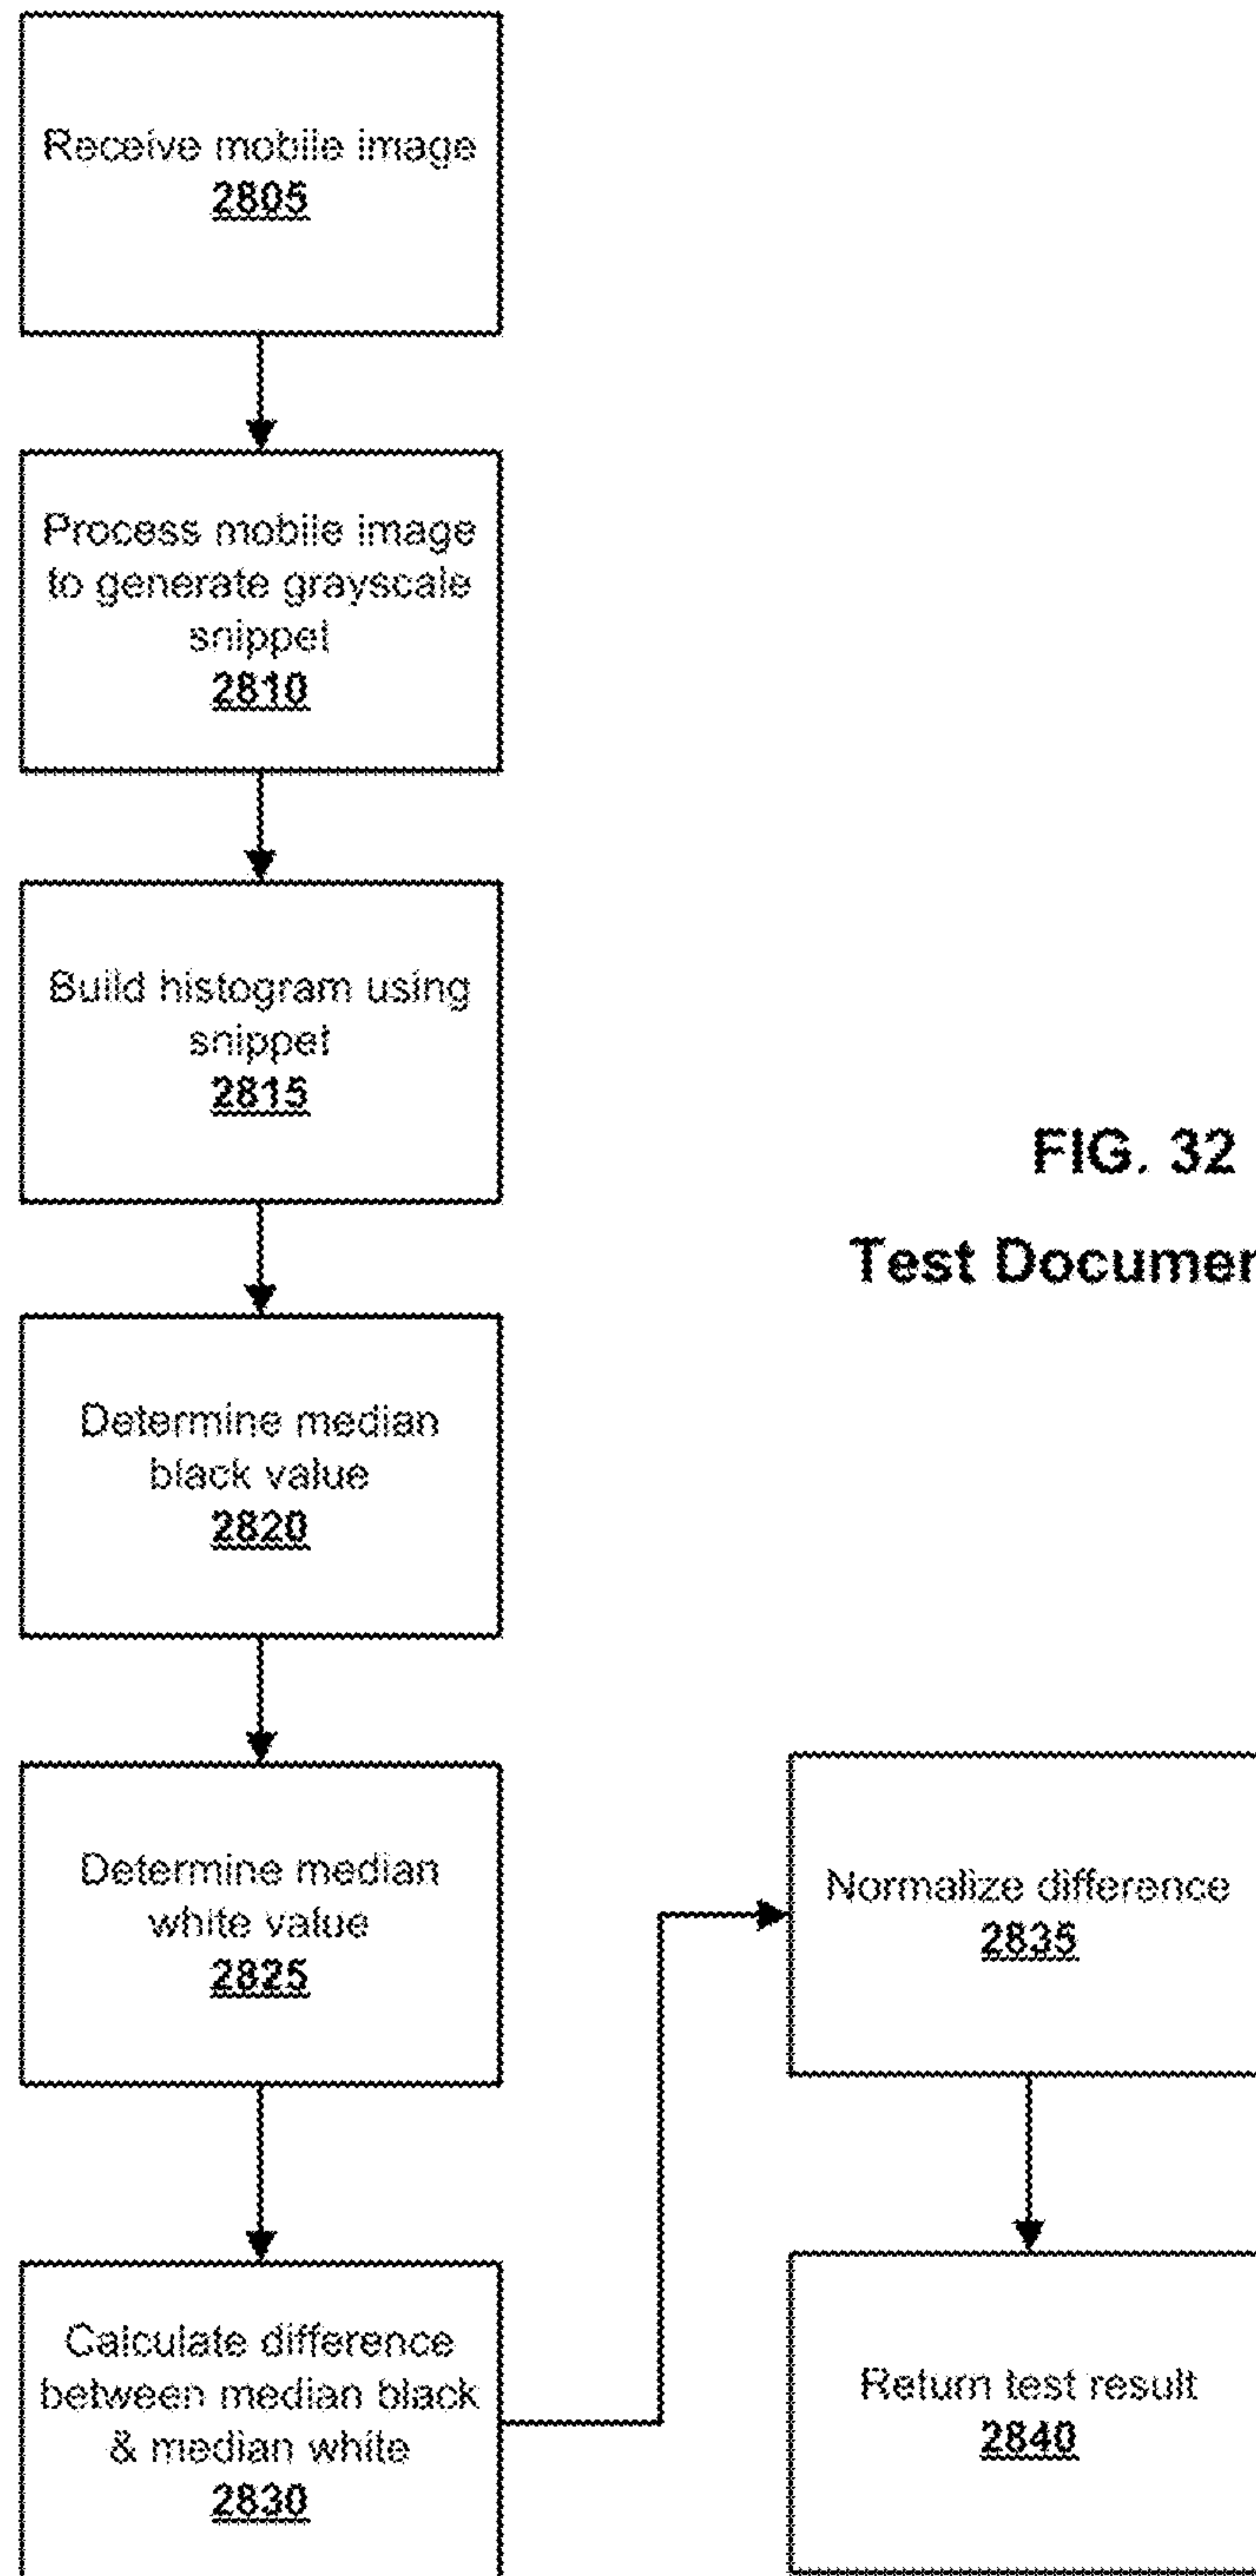 Receive mobile image
2805
Process mobile image
to generate grayscale
snippet
2810
Build histogram using
snippet
2815
Determine median
black value
2820
Determine median
white value
2825
Calculate difference
between median black
& median white
2830
FIG. 32
Test
Normalize difference
2835
Return test result
2840